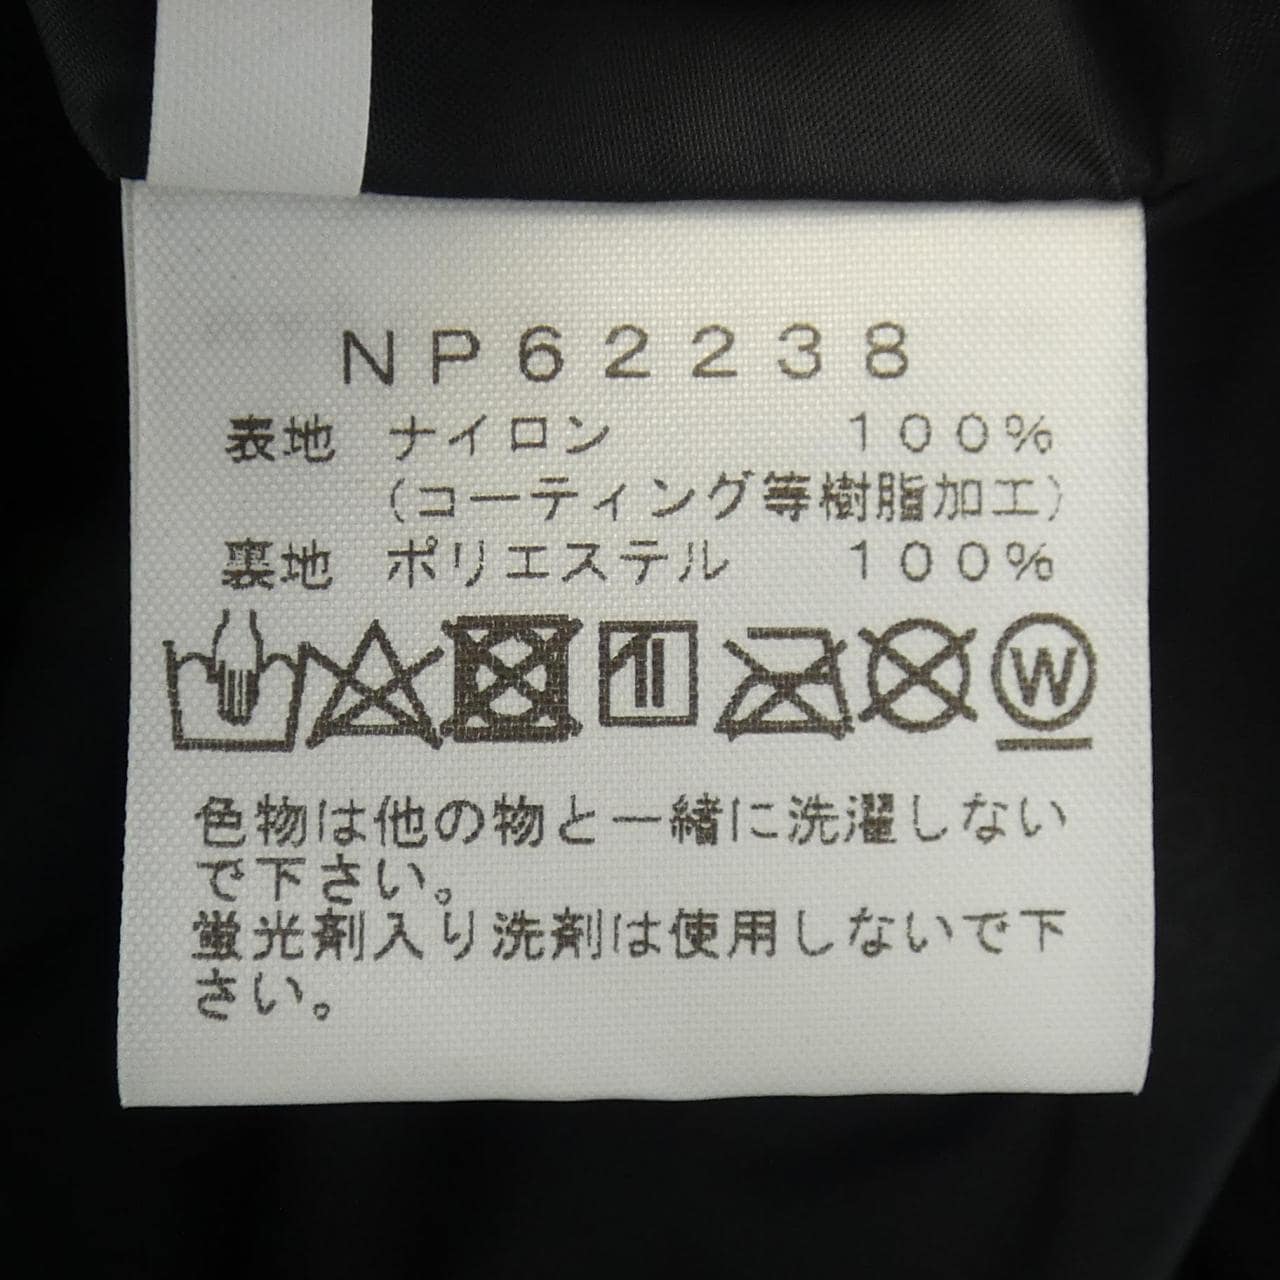 NP62238
表地 ナイロン 100%
(コーティング等樹脂加工)
裏地 ポリエステル 100%
W
色物は他の物と一緒に洗濯しない
で下さい。
蛍光剤入り洗剤は使用しないで下
さい。